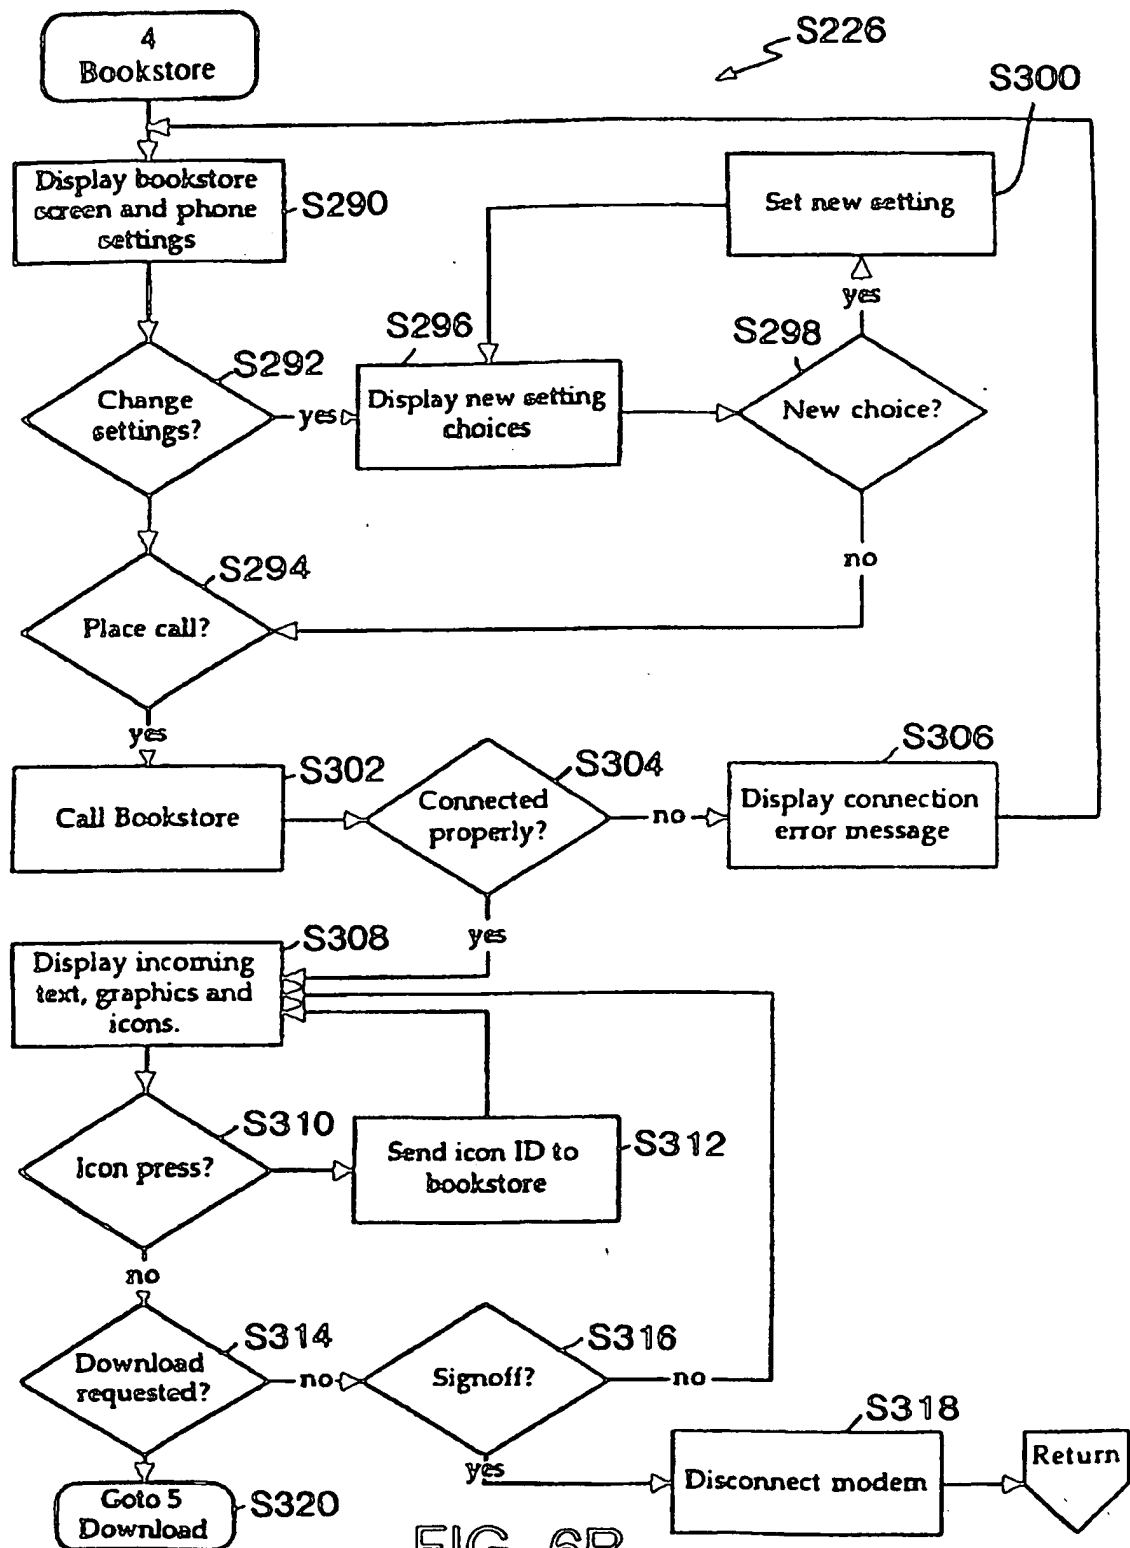 4
Bookstore
S226
S300
Display bookstore
screen and phone
settings
S290
Set new setting
yes
S296
S298
S292
Change
settings?
yes
Display new setting
choices
New choice?
no
S294
Place call?
yes
S302
Call Bookstore
S304
Connected
properly?
no
S306
Display connection
error message
yes
S308
Display incoming
text, graphics and
icons.
S310
Icon press?
Send icon ID to
bookstore
S312
no
S314
Download
requested?
no
S316
Signoff?
no
yes
S318
Disconnect modem
Return
Goto 5
Download
S320
FIG. 6B